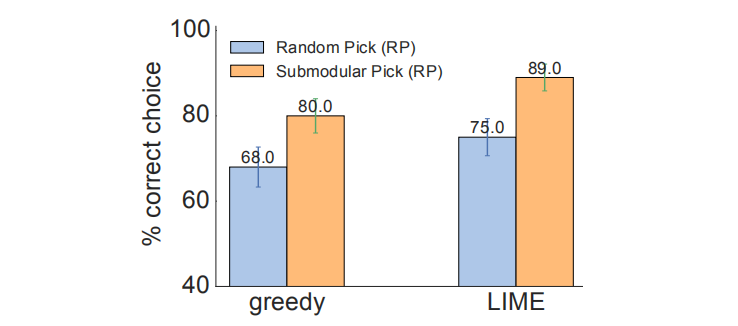 100
80
60
40
% correct choice
Random Pick (RP)
Submodular Pick (RP)
68.0
80.0
75.0
89.0
greedy
LIME